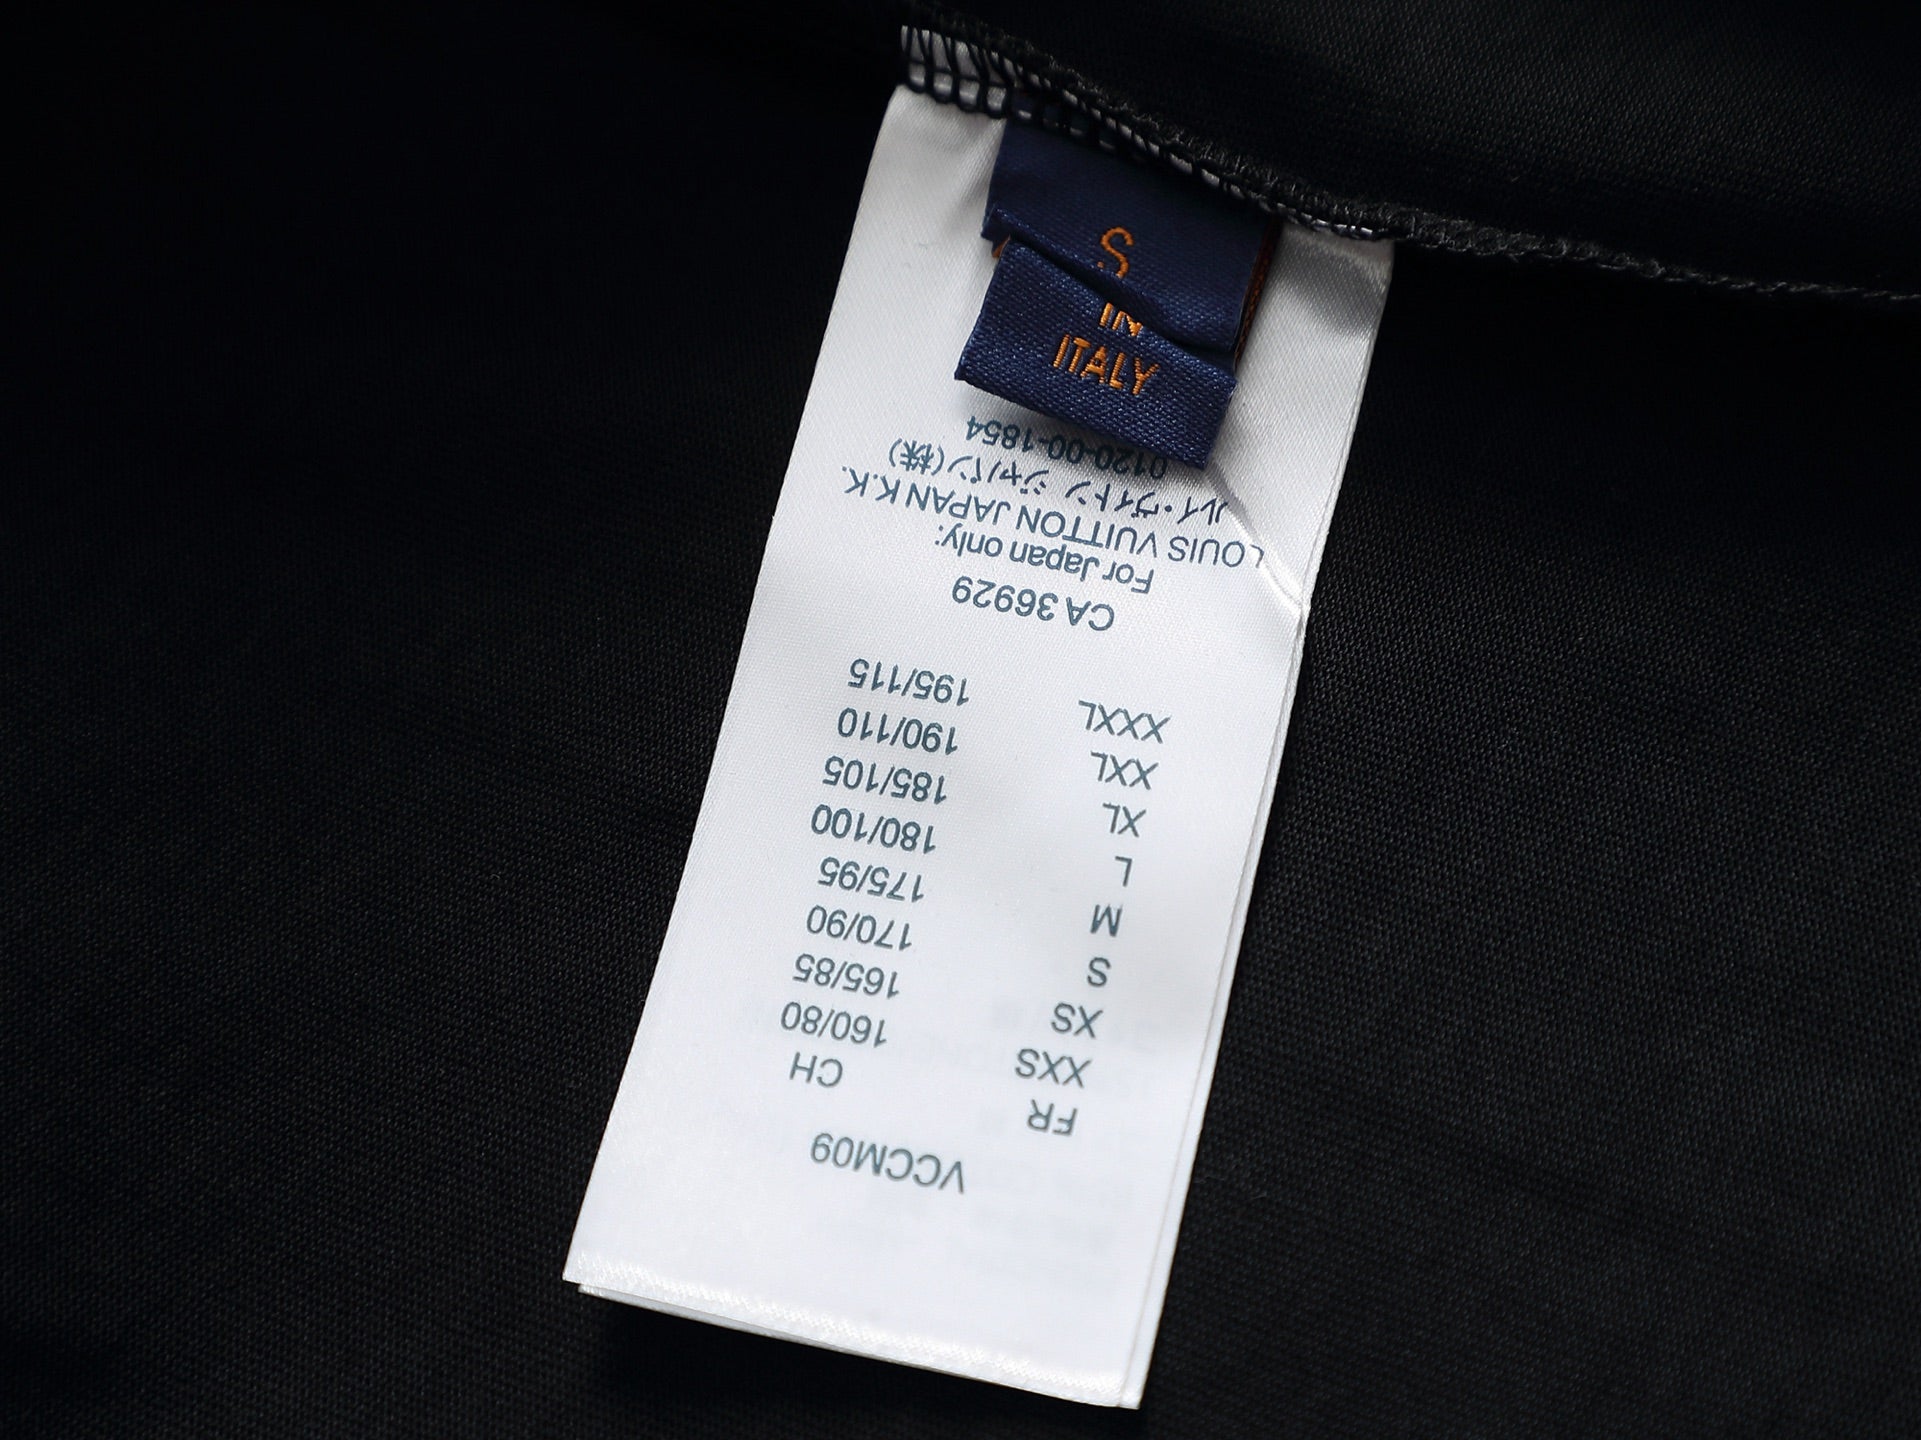 S
IN
ITALY
VCCM09
FR CH
XXS 160/80
XS 165/85
S 170/90
M 175/95
L 180/100
XL 185/105
XXL 190/110
XXXL 195/115
CA 36929
For Japan only:
LOUIS VUITTON JAPAN K.K.
ルイ・ヴィトン ジャパン(株)
0120-00-1854